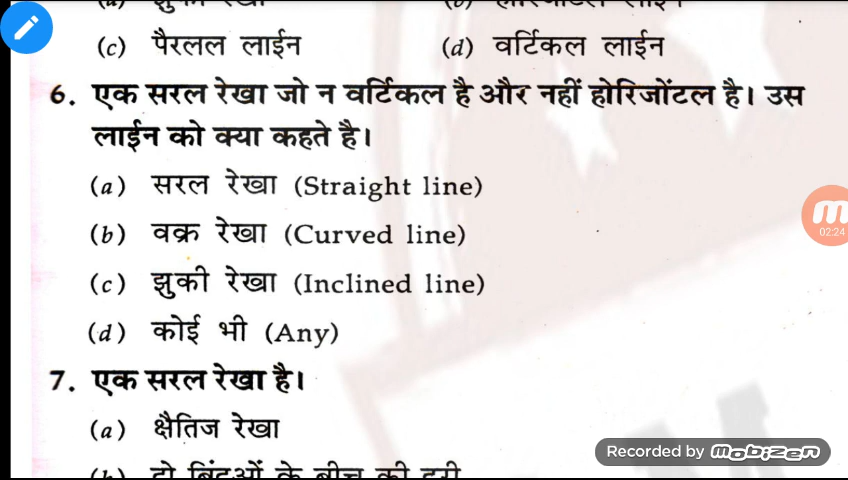 (c) पैरलल लाईन (d) वर्टिकल लाईन
6. एक सरल रेखा जो न वर्टिकल है और नहीं होरिजोंटल है। उस
लाईन को क्या कहते है।
(a) सरल रेखा (Straight line)
(b) वक्र रेखा (Curved line)
(c) झुकी रेखा (Inclined line)
(d) कोई भी (Any)
7. एक सरल रेखा है।
(a) क्षैतिज रेखा
02:24
Recorded by mobizen